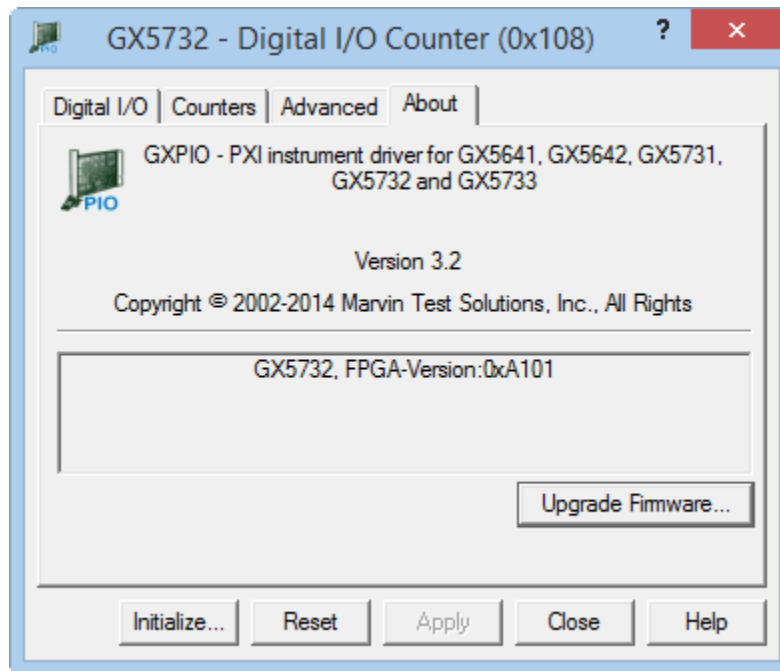 GX5732 - Digital I/O Counter (0x108)
?
Digital I/O Counters Advanced About
PIO
GXPIO - PXI instrument driver for GX5641, GX5642, GX5731,
GX5732 and GX5733
Version 3.2
Copyright © 2002-2014 Marvin Test Solutions, Inc., All Rights
GX5732, FPGA-Version:0xA101
Upgrade Firmware...
Initialize... Reset Apply Close Help